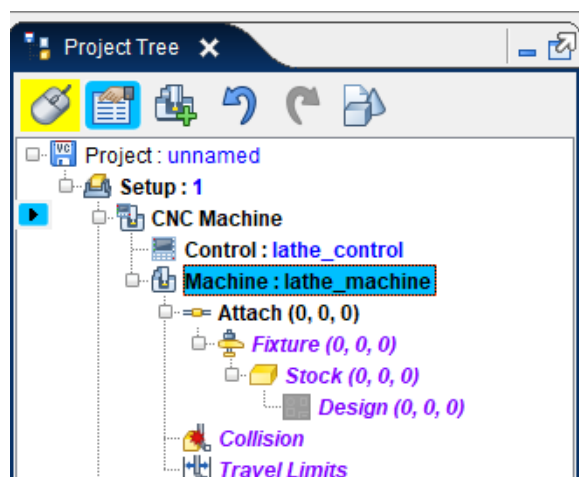 Project Tree
VC
Project : unnamed
Setup : 1
CNC Machine
Control : lathe_control
Machine : lathe_machine
Attach (0, 0, 0)
Fixture (0, 0, 0)
Stock (0, 0, 0)
Design (0, 0, 0)
Collision
Travel Limits